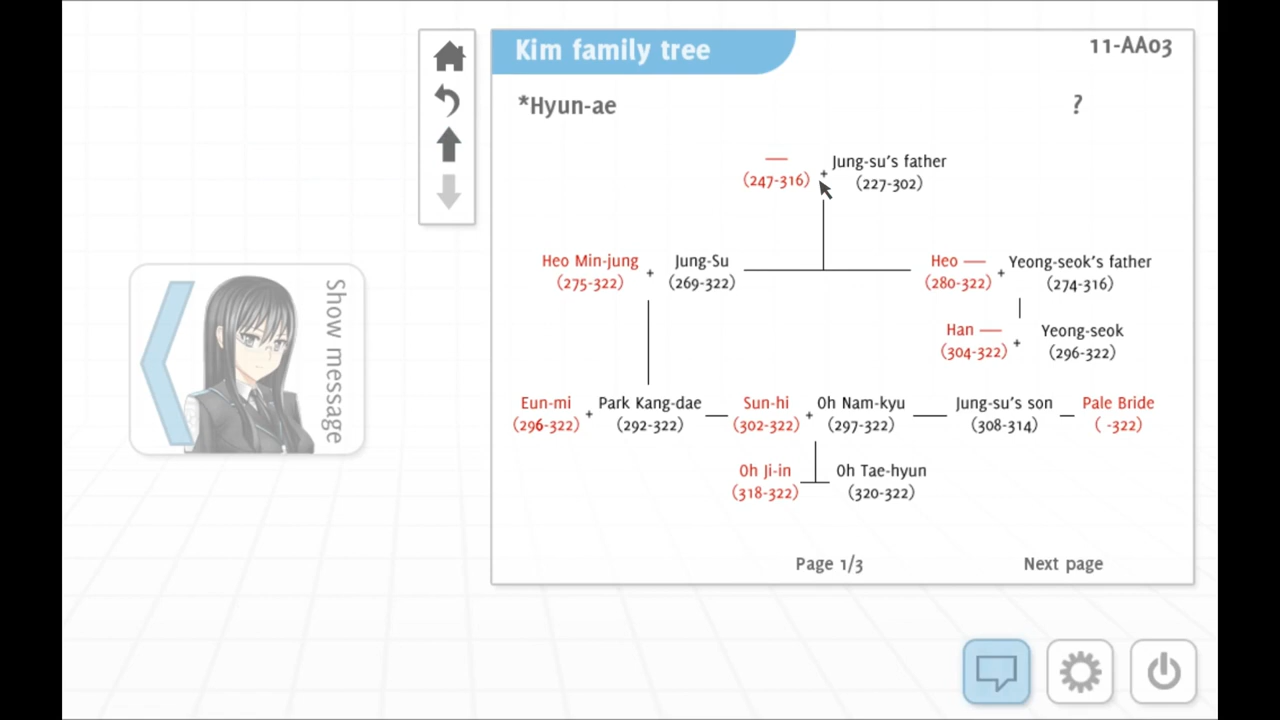 Kim family tree
11-AA03
*Hyun-ae
?
— + Jung-su's father
(247-316) (227-302)
Heo Min-jung + Jung-Su
(275-322) (269-322)
Heo — + Yeong-seok's father
(280-322) (274-316)
Han — + Yeong-seok
(304-322) (296-322)
Eun-mi + Park Kang-dae — Sun-hi + Oh Nam-kyu — Jung-su's son — Pale Bride
(296-322) (292-322) (302-322) (297-322) (308-314) ( -322)
Oh Ji-in Oh Tae-hyun
(318-322) (320-322)
Page 1/3
Next page
Show message